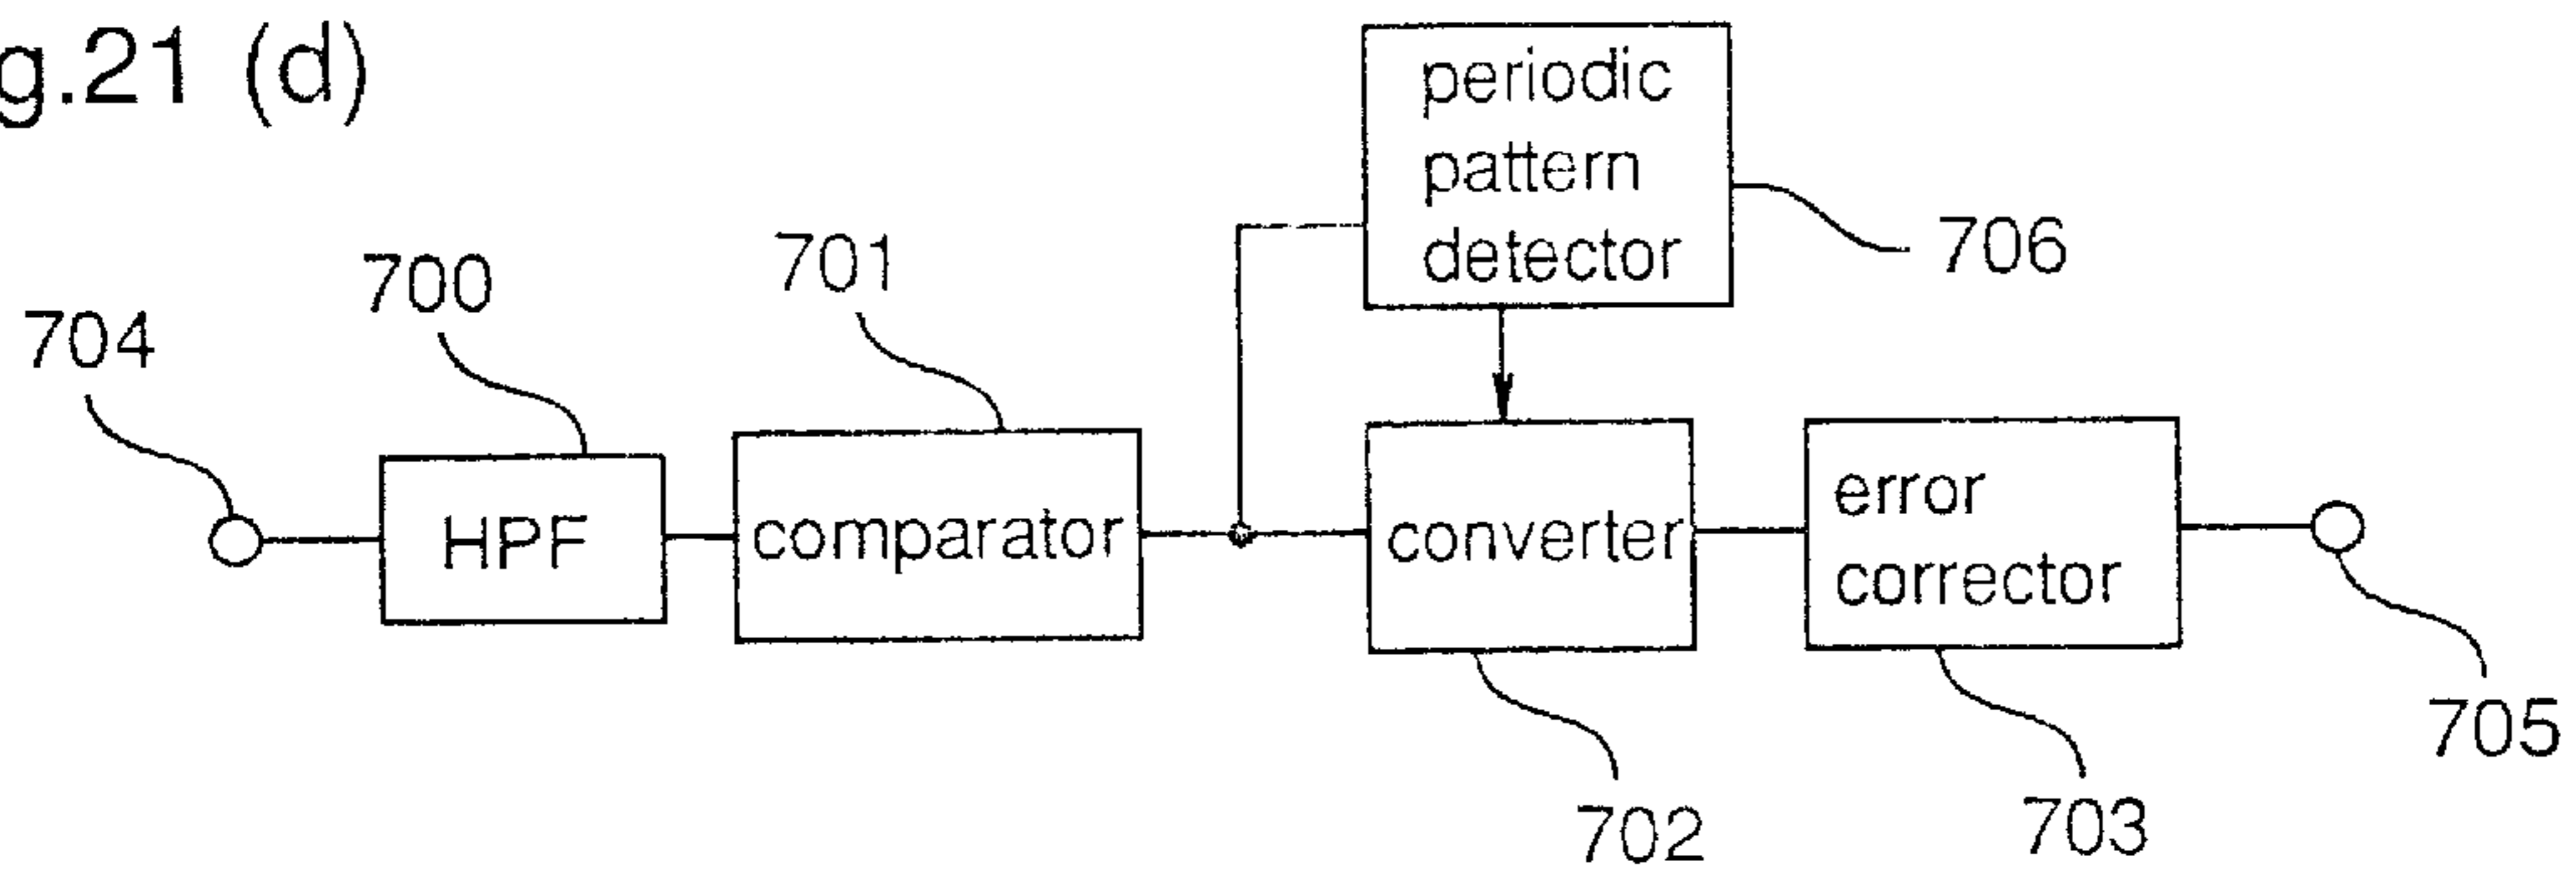 g.21 (d)
periodic
pattern
detector
706
701
700
704
HPF
comparator
converter
error
corrector
705
702
703